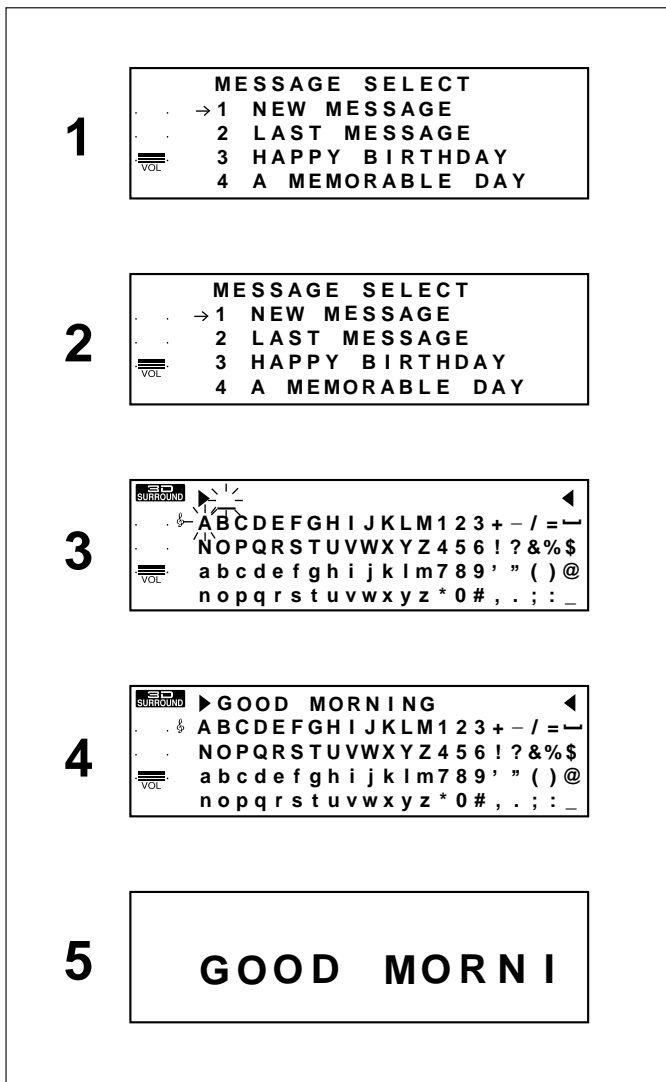 1
MESSAGE SELECT
→1 NEW MESSAGE
2 LAST MESSAGE
3 HAPPY BIRTHDAY
VOL
4 A MEMORABLE DAY
2
MESSAGE SELECT
→1 NEW MESSAGE
2 LAST MESSAGE
3 HAPPY BIRTHDAY
VOL
4 A MEMORABLE DAY
3
3D SURROUND
ABCDEFGHIJKLM123+−/=⎵
NOPQRSTUVWXYZ456!?&%$
abcdefghijklm789’”()@
VOL
nopqrstuvwxyz*0#,.;:_
4
3D SURROUND
▶GOOD MORNING◀
ABCDEFGHIJKLM123+−/=⎵
NOPQRSTUVWXYZ456!?&%$
abcdefghijklm789’”()@
VOL
nopqrstuvwxyz*0#,.;:_
5
GOOD MORNI